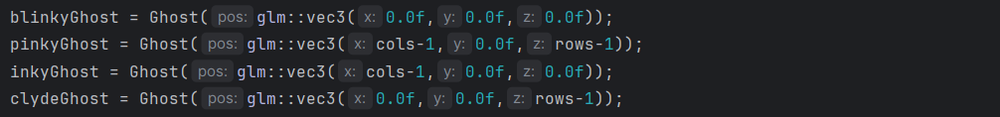 blinkyGhost = Ghost( pos: glm::vec3( x: 0.0f, y: 0.0f, z: 0.0f));
pinkyGhost = Ghost( pos: glm::vec3( x: cols-1, y: 0.0f, z: rows-1));
inkyGhost = Ghost( pos: glm::vec3( x: cols-1, y: 0.0f, z: 0.0f));
clydeGhost = Ghost( pos: glm::vec3( x: 0.0f, y: 0.0f, z: rows-1));